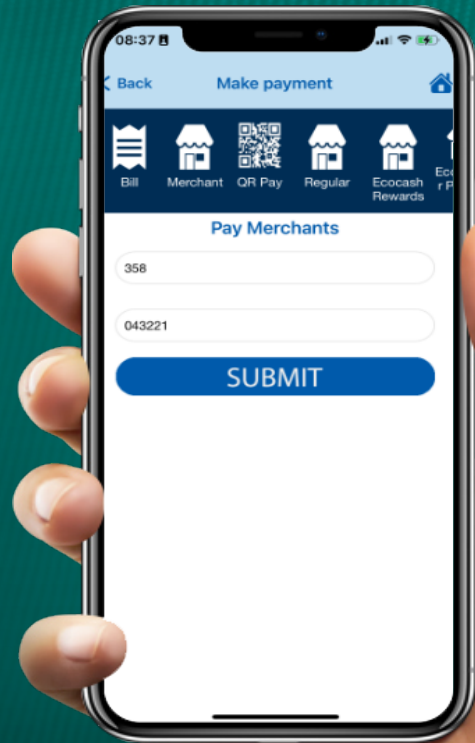 08:37
Back
Make payment
Bill
Merchant
QR Pay
Regular
Ecocash
Rewards
Pay Merchants
358
043221
SUBMIT